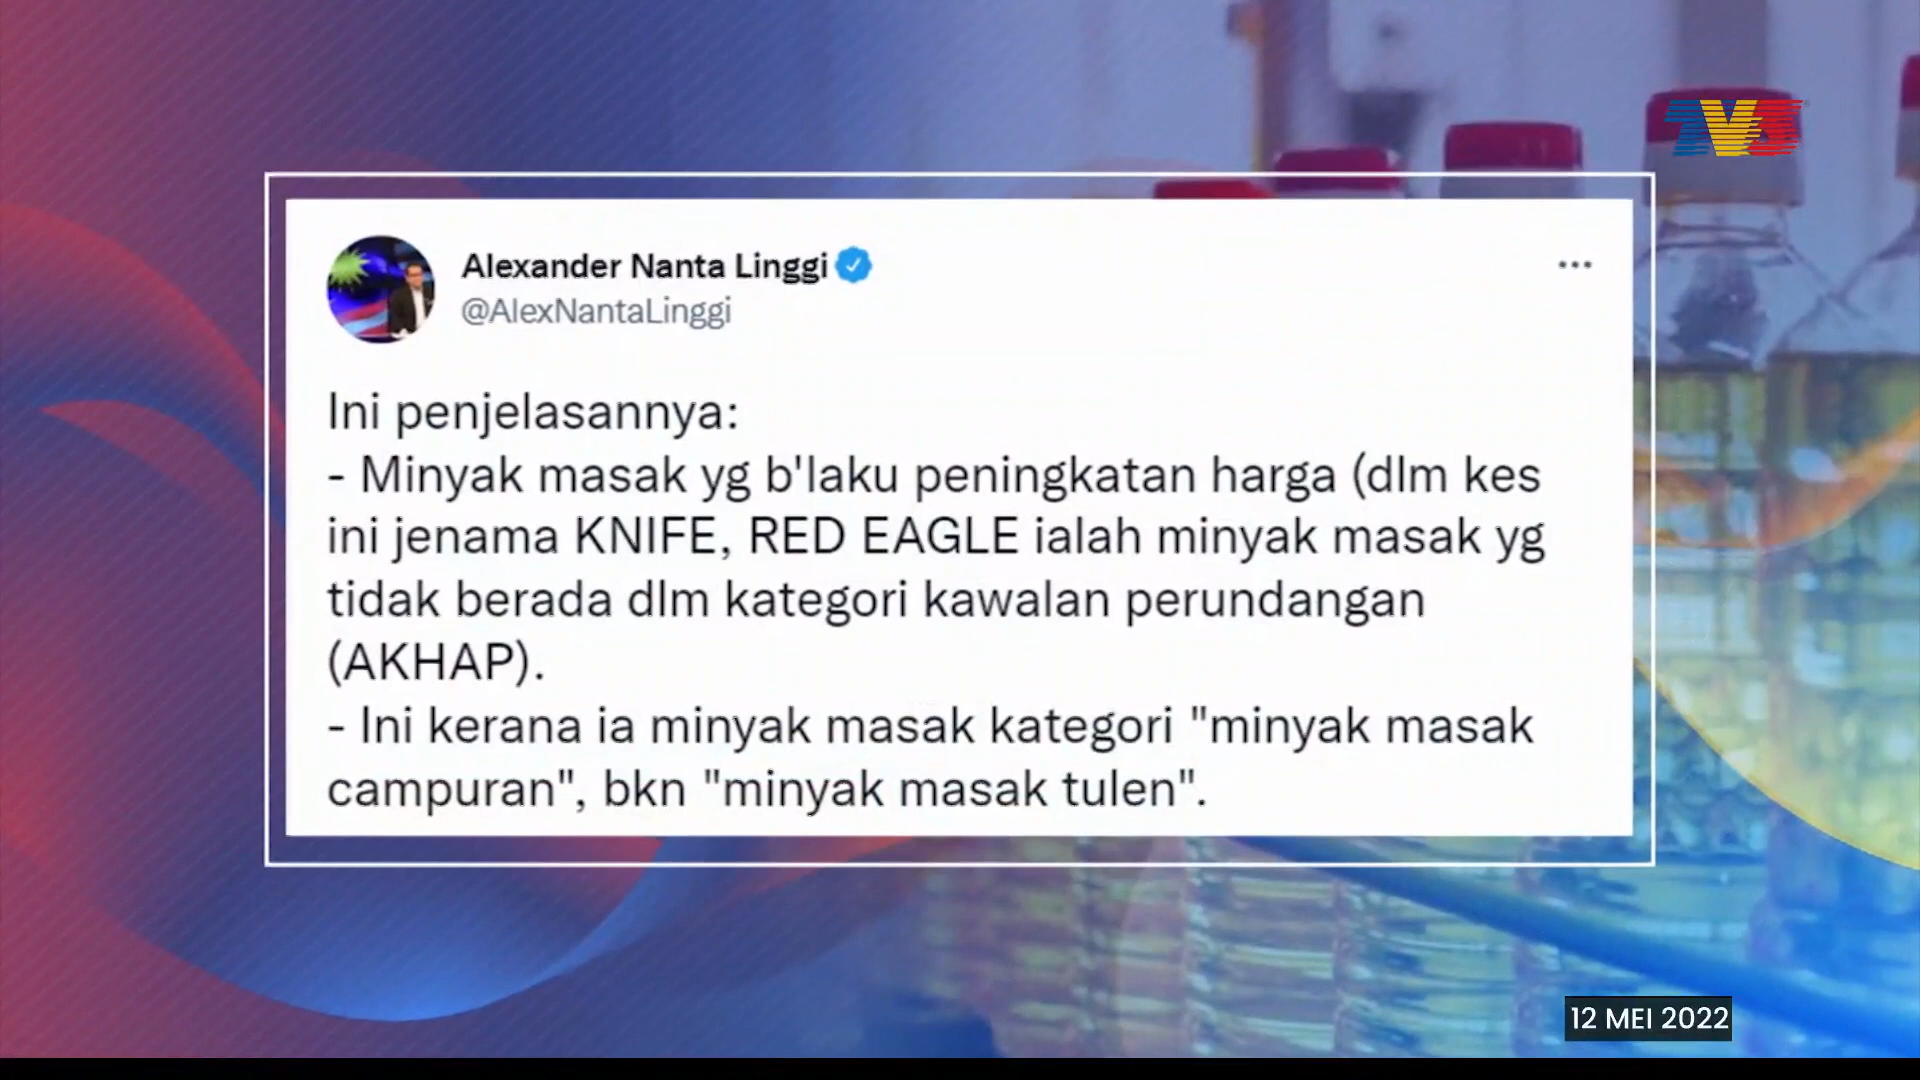 TV3
Alexander Nanta Linggi
@AlexNantaLinggi
Ini penjelasannya:
- Minyak masak yg b'laku peningkatan harga (dlm kes
ini jenama KNIFE, RED EAGLE ialah minyak masak yg
tidak berada dlm kategori kawalan perundangan
(AKHAP).
- Ini kerana ia minyak masak kategori "minyak masak
campuran", bkn "minyak masak tulen".
12 MEI 2022